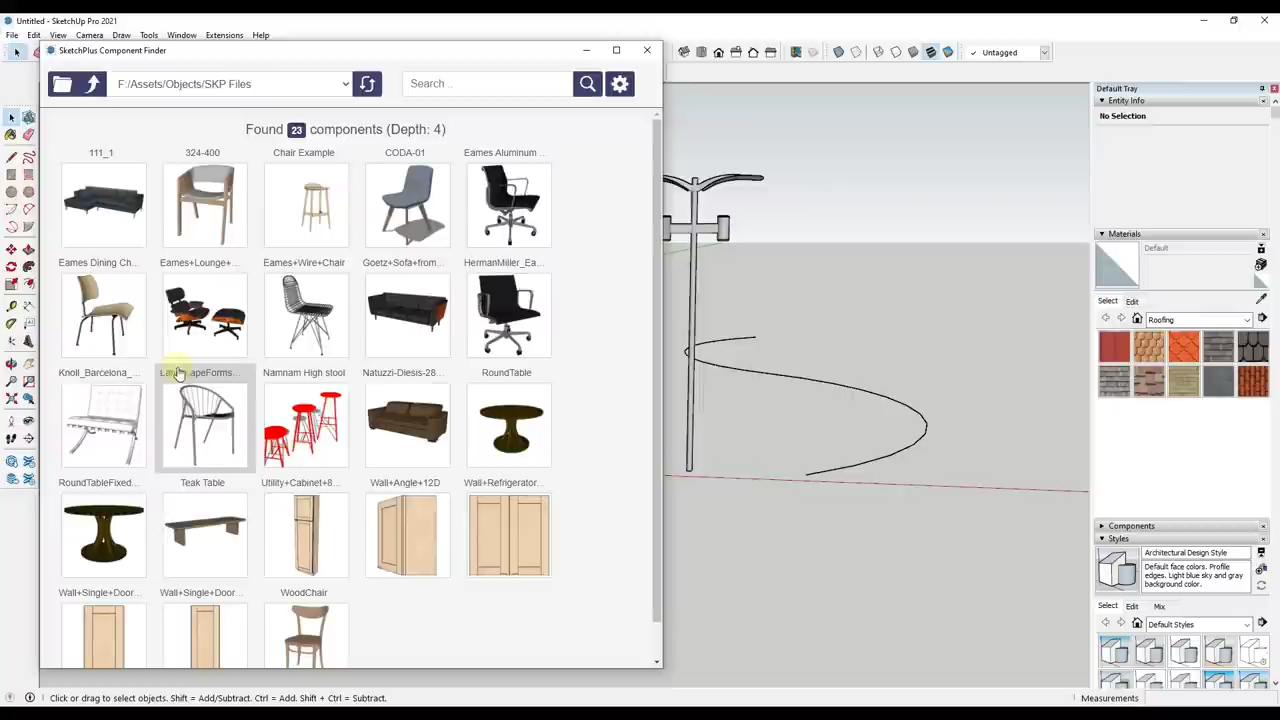 Untitled - SketchUp Pro 2021
File Edit View Camera Draw Tools Window Extensions Help
SketchPlus Component Finder
F:/Assets/Objects/SKP Files
Search ..
Found 23 components (Depth: 4)
111_1 324-400 Chair Example CODA-01 Eames Aluminum ...
Eames Dining Ch... Eames+Lounge+... Eames+Wire+Chair Goetz+Sofa+from... HermanMiller_Ea...
Knoll_Barcelona_... Namnam High stool Natuzzi-Diesis-28... RoundTable
RoundTableFixed... Teak Table Utility+Cabinet+8... Wall+Angle+12D Wall+Refrigerator...
Wall+Single+Door... Wall+Single+Door... WoodChair
Untagged
Default Tray
Entity Info
No Selection
Materials
Default
Select Edit
Roofing
Components
Styles
Architectural Design Style
Default face colors. Profile
edges. Light blue sky and gray
background color.
Select Edit Mix
Default Styles
Click or drag to select objects. Shift = Add/Subtract. Ctrl = Add. Shift + Ctrl = Subtract.
Measurements